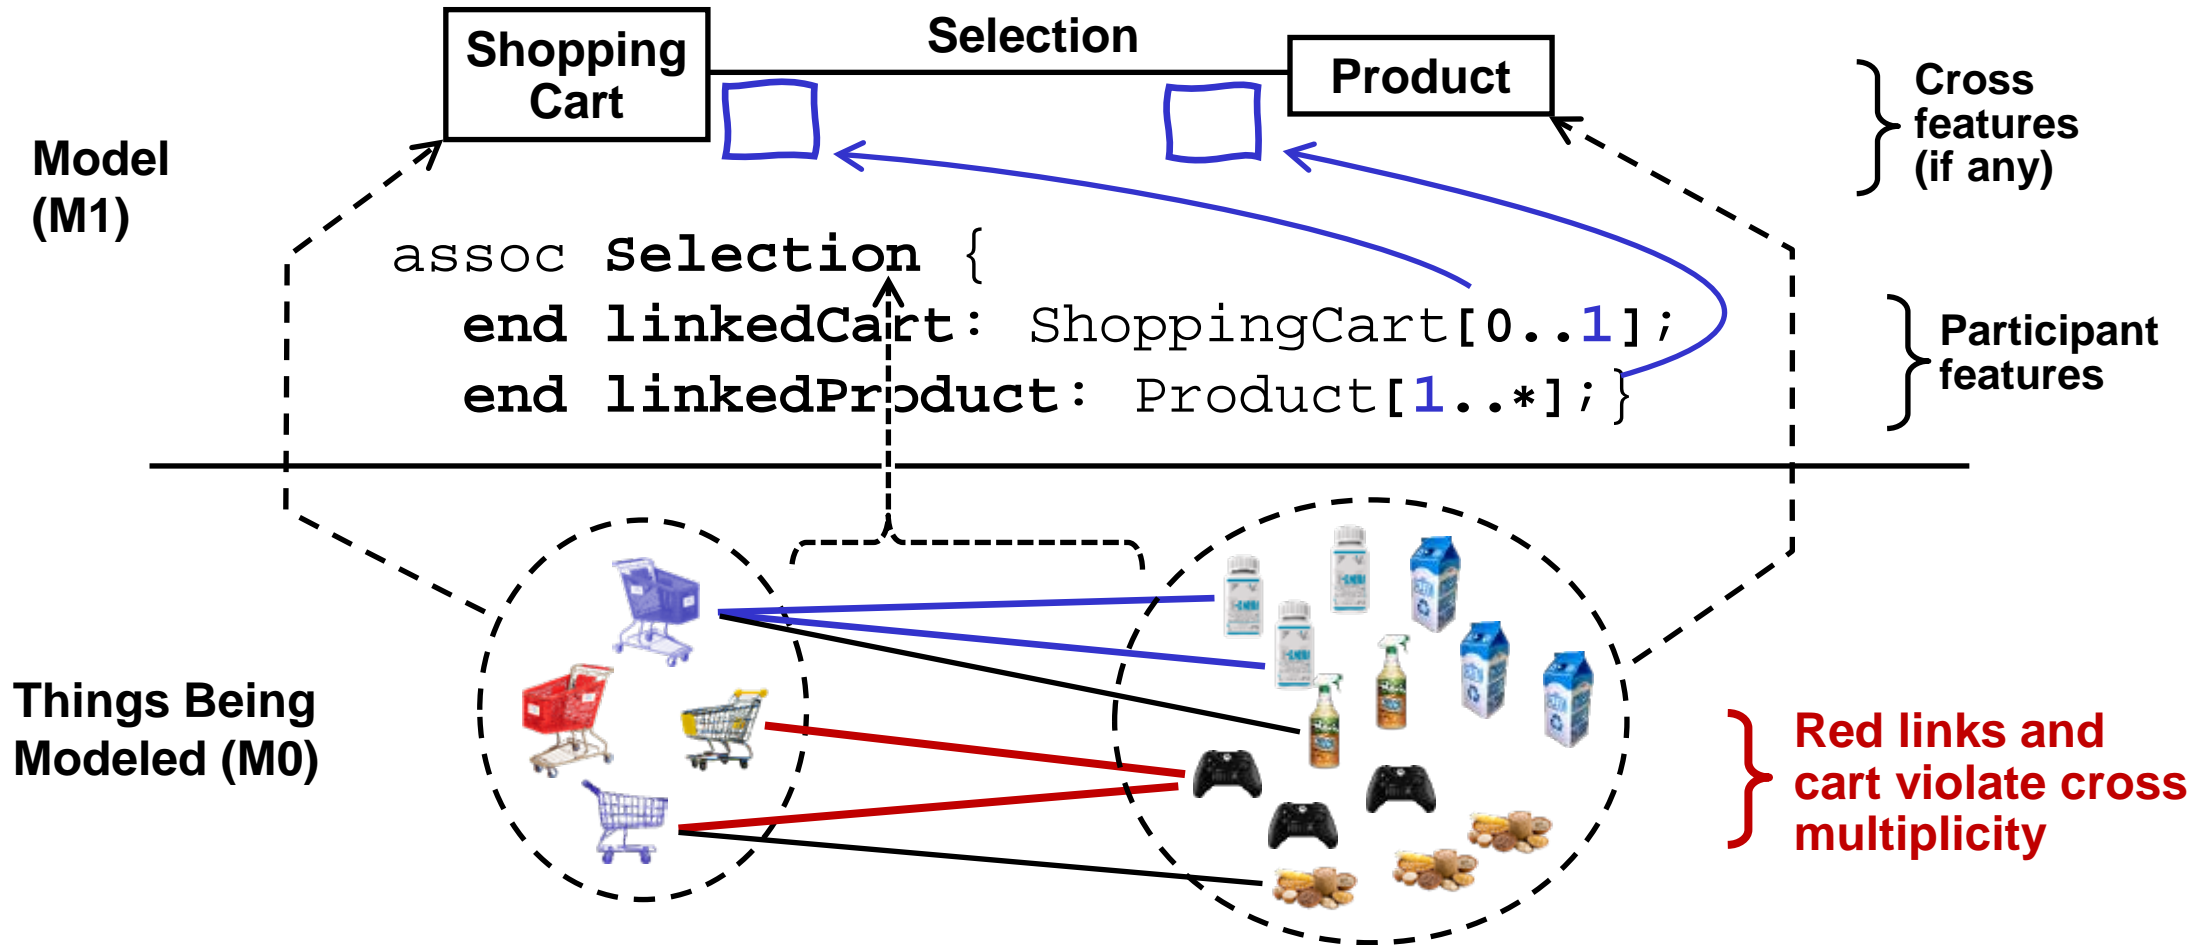 Shopping
Cart
Selection
Product
Cross
features
(if any)
Model
(M1)
assoc Selection {
end linkedCart: ShoppingCart[0..1];
end linkedProduct: Product[1..*];}
Participant
features
Things Being
Modeled (M0)
Red links and
cart violate cross
multiplicity